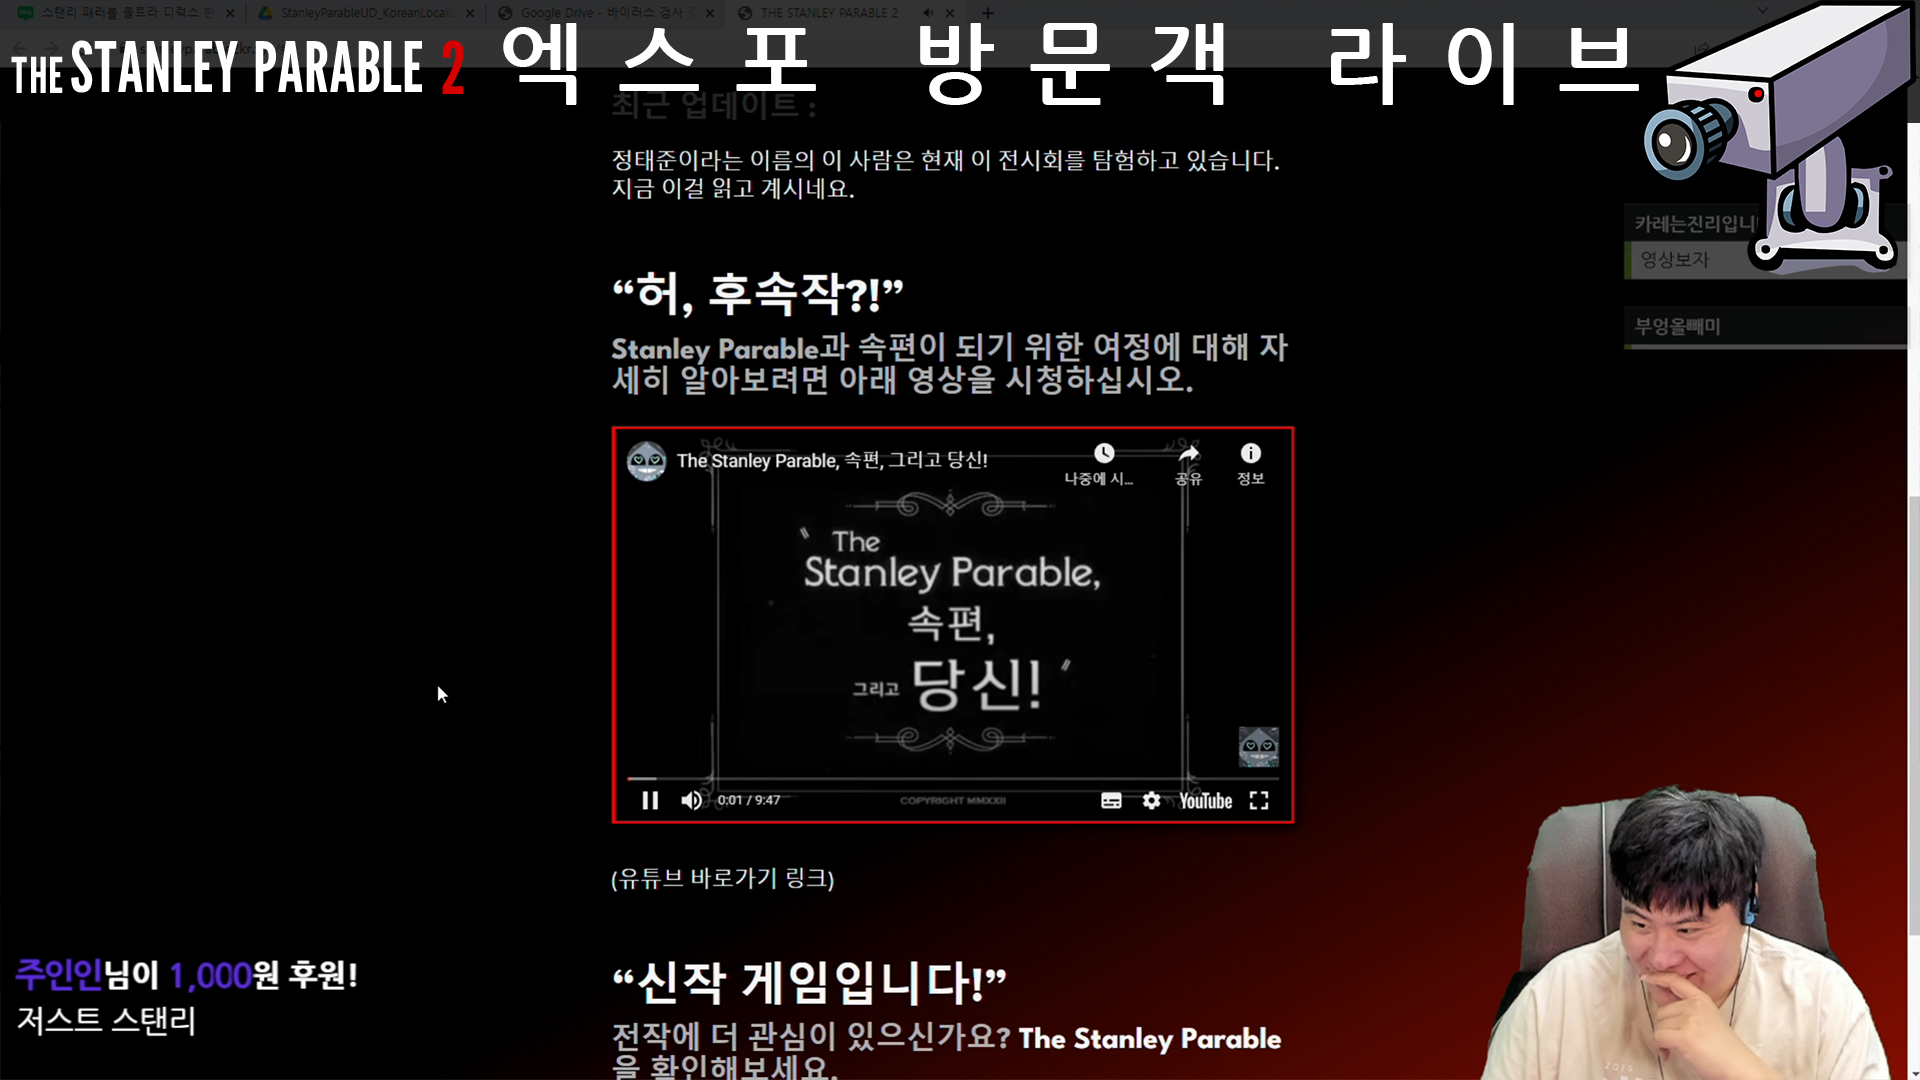 스탠리 패러블 울트라 디럭스 한
StanleyParableUD_KoreanLocali
Google Drive - 바이러스 검사
THE STANLEY PARABLE 2
THE STANLEY PARABLE 2 엑스포 방문객 라이브
최근 업데이트 :
정태준이라는 이름의 이 사람은 현재 이 전시회를 탐험하고 있습니다.
지금 이걸 읽고 계시네요.
카레는진리입니
영상보자
부엉올빼미
“허, 후속작?!”
Stanley Parable과 속편이 되기 위한 여정에 대해 자
세히 알아보려면 아래 영상을 시청하십시오.
The Stanley Parable, 속편, 그리고 당신!
나중에 시...
공유
정보
The
Stanley Parable,
속편,
그리고 당신!
0:01 / 9:47
COPYRIGHT MMXXII
YouTube
(유튜브 바로가기 링크)
“신작 게임입니다!”
전작에 더 관심이 있으신가요? The Stanley Parable
을 확인해보세요.
주인인님이 1,000원 후원!
저스트 스탠리
2019